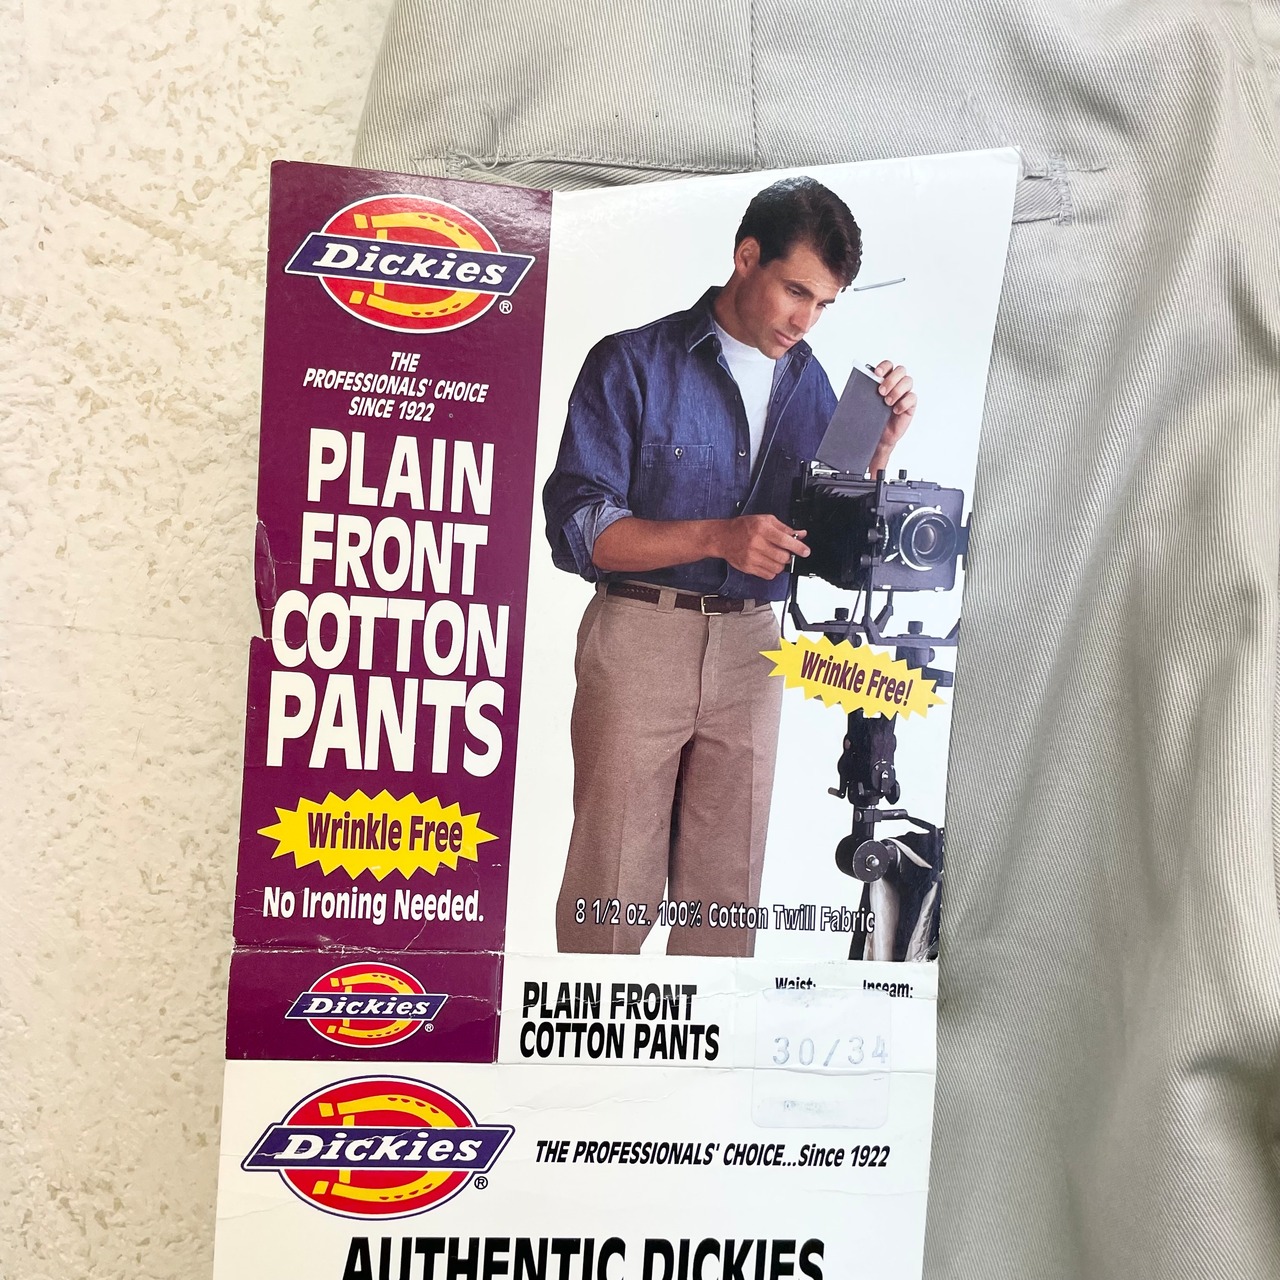 Dickies
®
THE
PROFESSIONALS' CHOICE
SINCE 1922
PLAIN
FRONT
COTTON
PANTS
Wrinkle Free
No Ironing Needed.
Wrinkle Free!
8 1/2 oz. 100% Cotton Twill Fabric
Dickies
®
PLAIN FRONT
COTTON PANTS
Waist:
Inseam:
30/34
Dickies
®
THE PROFESSIONALS' CHOICE...Since 1922
AUTHENTIC DICKIES